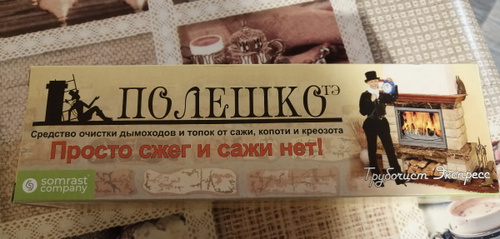 ПОЛЕШКО ТЭ
Средство очистки дымоходов и топок от сажи, копоти и креозота
Просто сжег и сажи нет!
somrast
company
Трубочист Экспресс